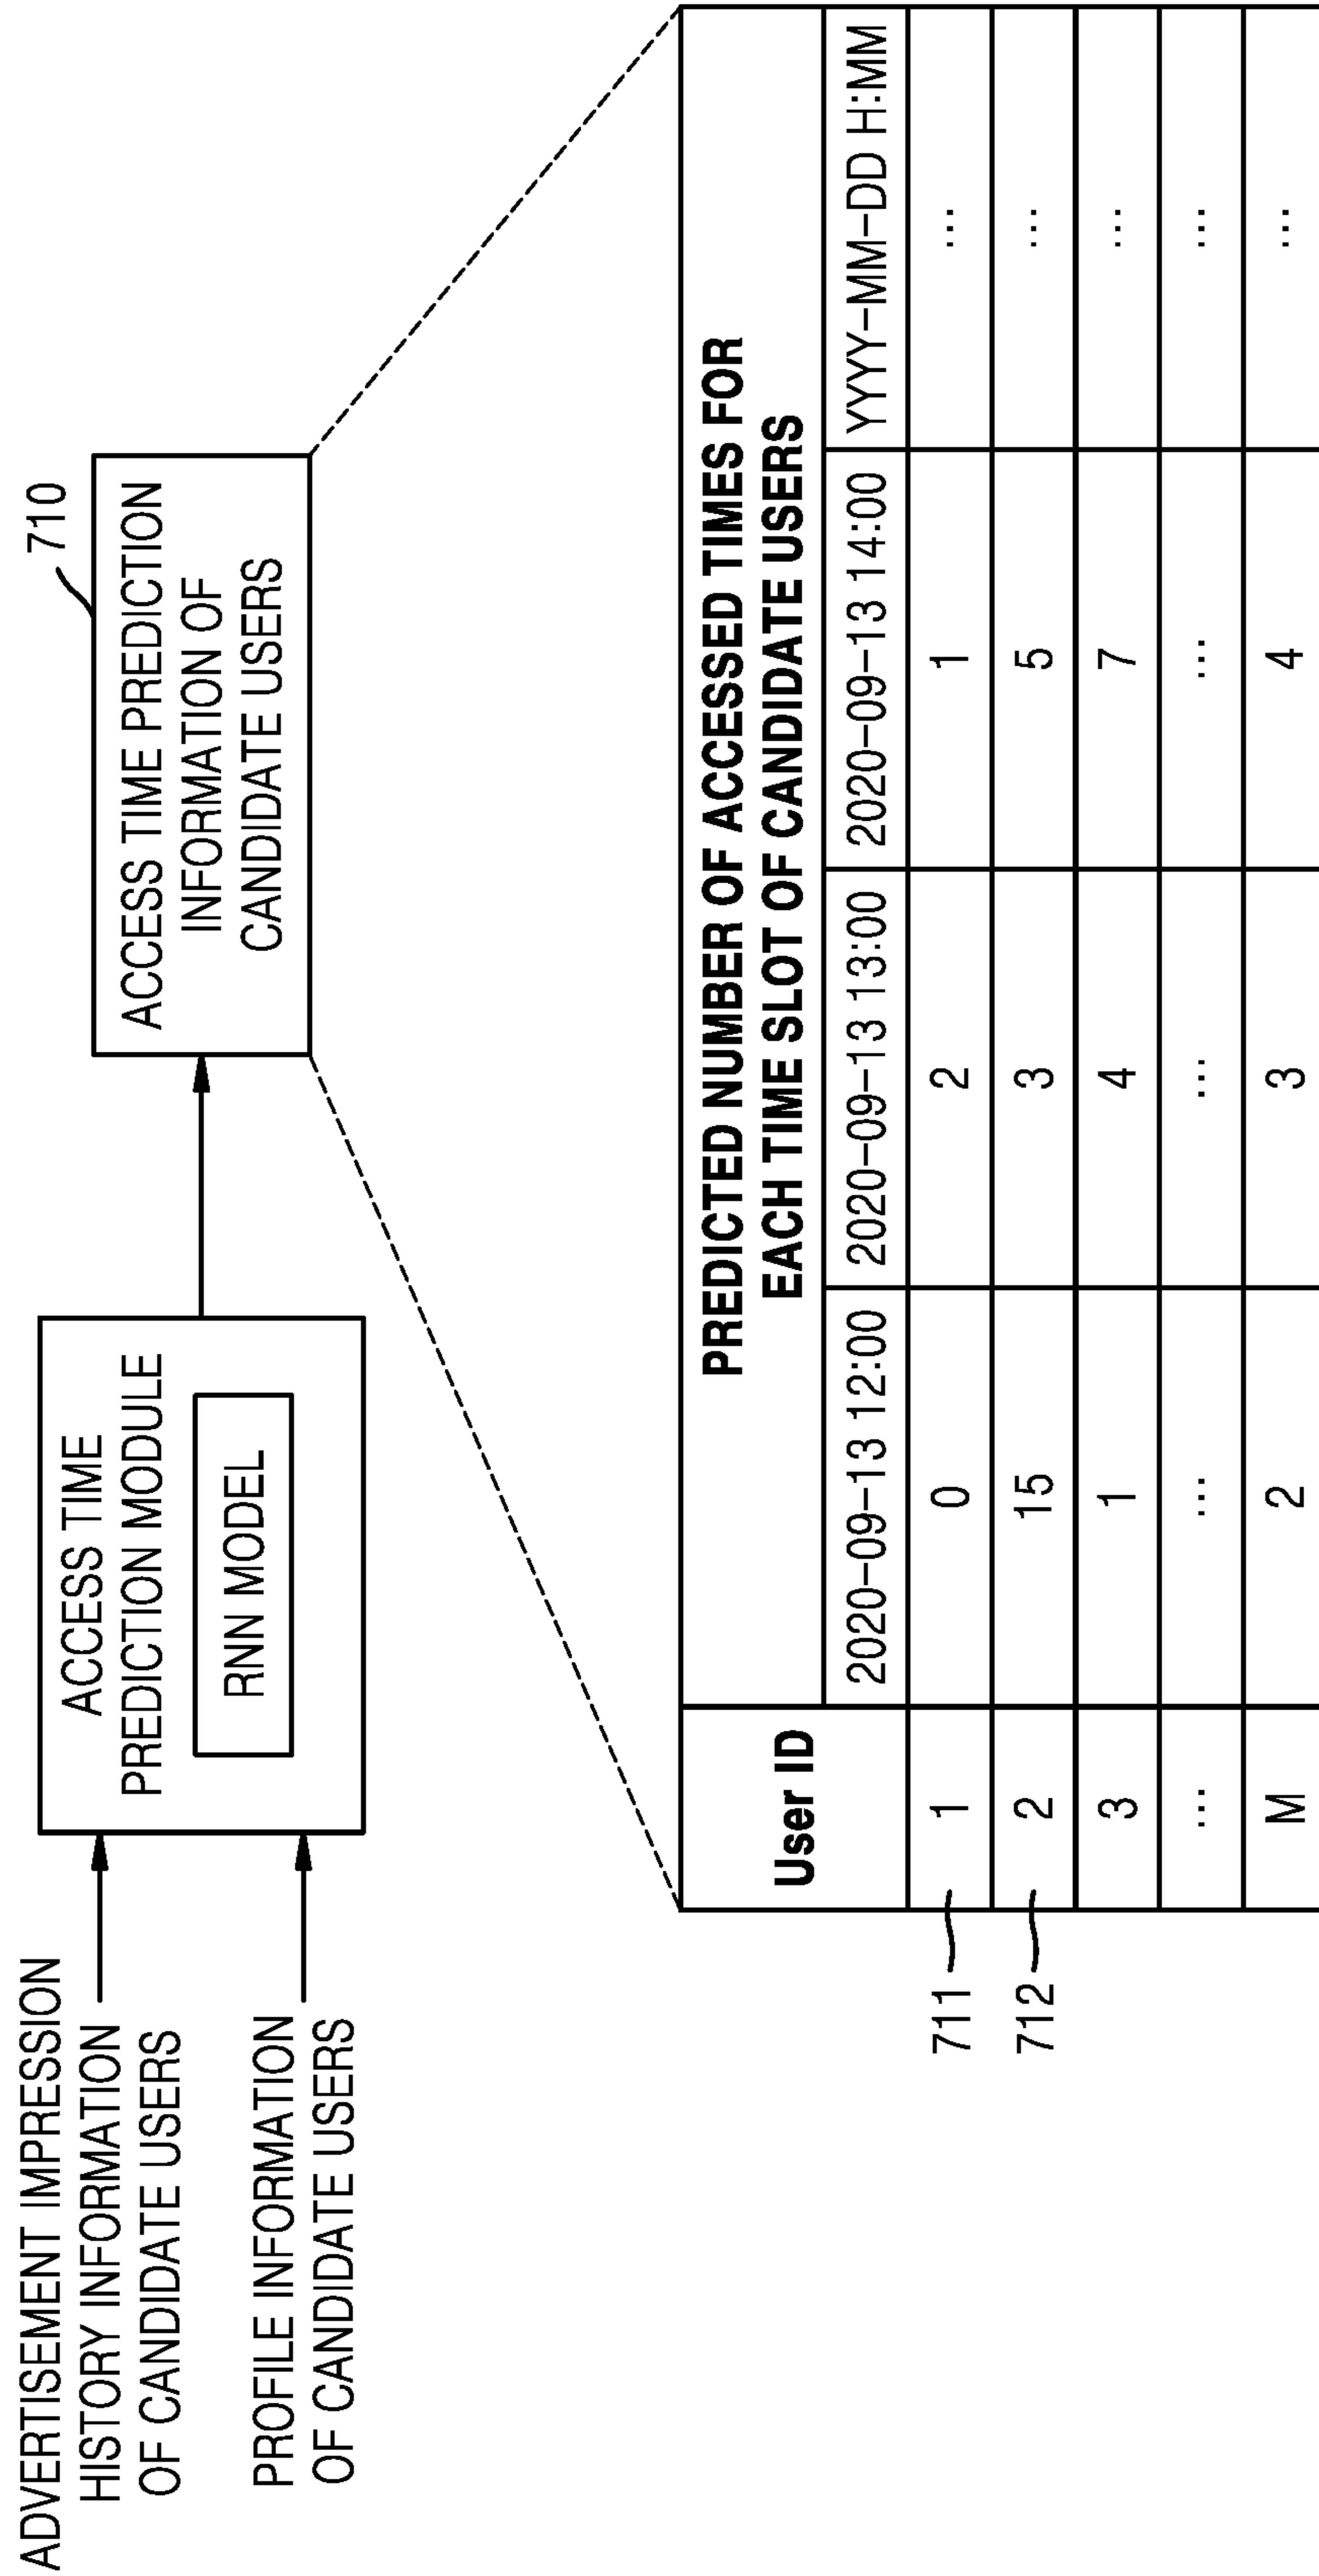 ADVERTISEMENT IMPRESSION
HISTORY INFORMATION
OF CANDIDATE USERS
PROFILE INFORMATION
OF CANDIDATE USERS
ACCESS TIME
PREDICTION MODULE
RNN MODEL
710
ACCESS TIME PREDICTION
INFORMATION OF
CANDIDATE USERS
User ID
PREDICTED NUMBER OF ACCESSED TIMES FOR
EACH TIME SLOT OF CANDIDATE USERS
2020-09-13 12:00 2020-09-13 13:00 2020-09-13 14:00 YYYY-MM-DD H:MM
711 1 0 2 1 ...
712 2 15 3 5 ...
3 1 4 7 ...
... ... ... ... ...
M 2 3 4 ...